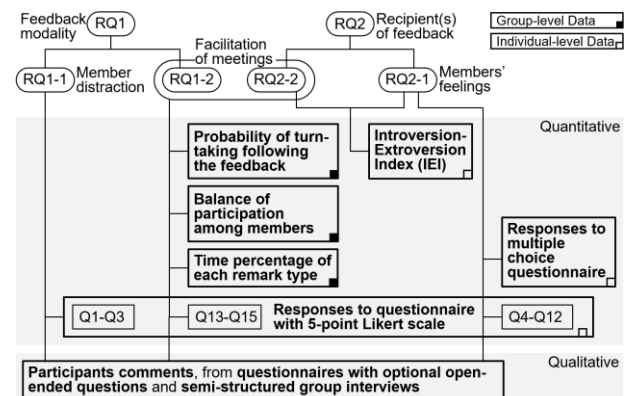 Feedback
modality
RQ1
RQ2
Recipient(s)
of feedback
Group-level Data
Individual-level Data
Facilitation
of meetings
RQ1-1
Member
distraction
RQ1-2
RQ2-2
RQ2-1
Members'
feelings
Quantitative
Probability of turn-
taking following
the feedback
Introversion-
Extroversion
Index (IEI)
Balance of
participation
among members
Time percentage of
each remark type
Responses to
multiple
choice
questionnaire
Q1-Q3
Q13-Q15
Responses to questionnaire
with 5-point Likert scale
Q4-Q12
Qualitative
Participants comments, from questionnaires with optional open-
ended questions and semi-structured group interviews